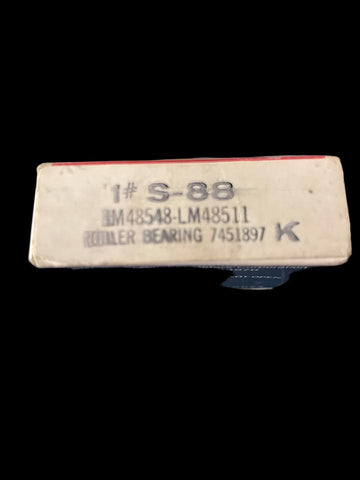 1# S-88
LM48548-LM48511
ROLLER BEARING 7451897 K